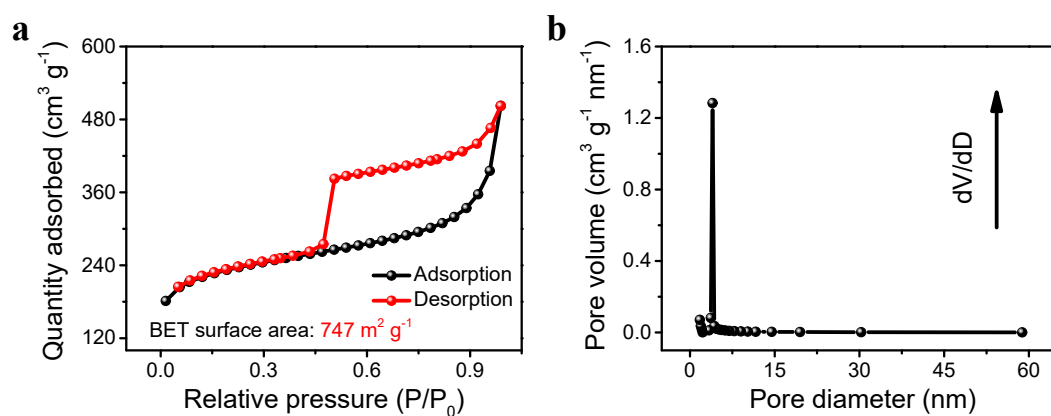 a
Quantity adsorbed (cm³ g⁻¹)
600
480
360
240
120
0.0 0.3 0.6 0.9
Relative pressure (P/P₀)
Adsorption
Desorption
BET surface area: 747 m² g⁻¹
b
Pore volume (cm³ g⁻¹ nm⁻¹)
1.6
1.2
0.8
0.4
0.0
0 15 30 45 60
Pore diameter (nm)
dV/dD